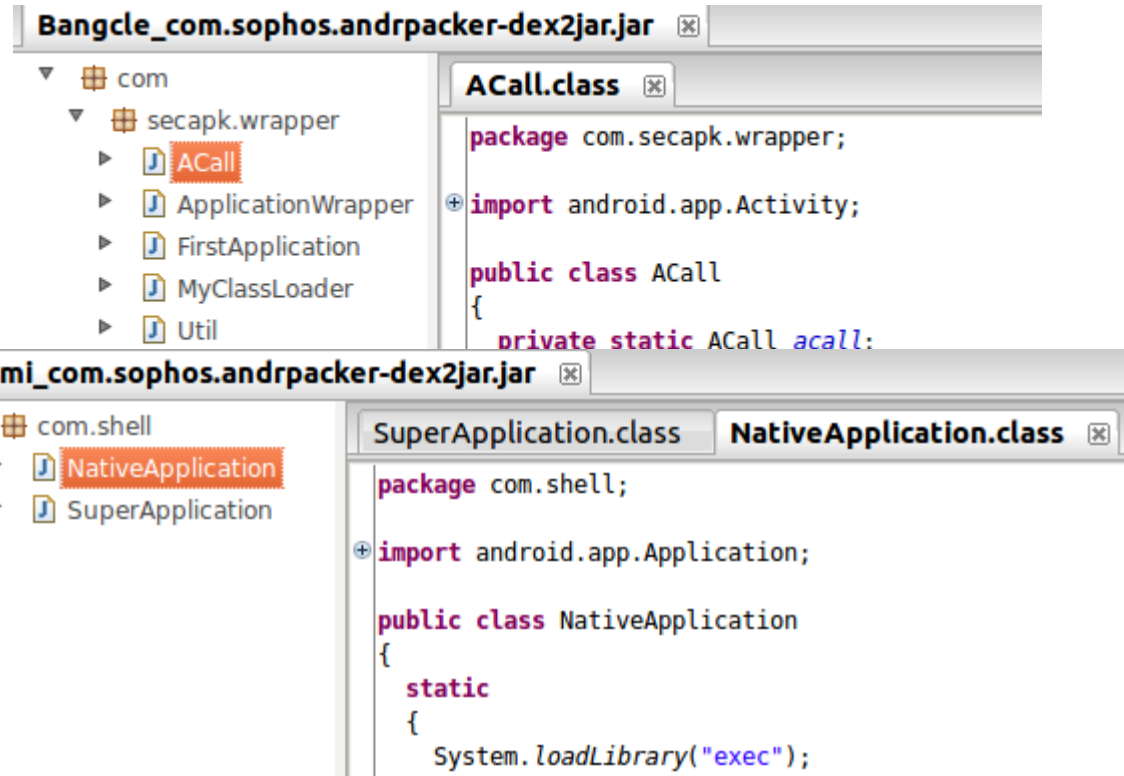 Bangcle_com.sophos.andrpacker-dex2jar.jar
com
secapk.wrapper
ACall
ApplicationWrapper
FirstApplication
MyClassLoader
Util
ACall.class
package com.secapk.wrapper;
import android.app.Activity;
public class ACall
{
private static ACall acall;
mi_com.sophos.andrpacker-dex2jar.jar
com.shell
NativeApplication
SuperApplication
SuperApplication.class NativeApplication.class
package com.shell;
import android.app.Application;
public class NativeApplication
{
static
{
System.loadLibrary("exec");